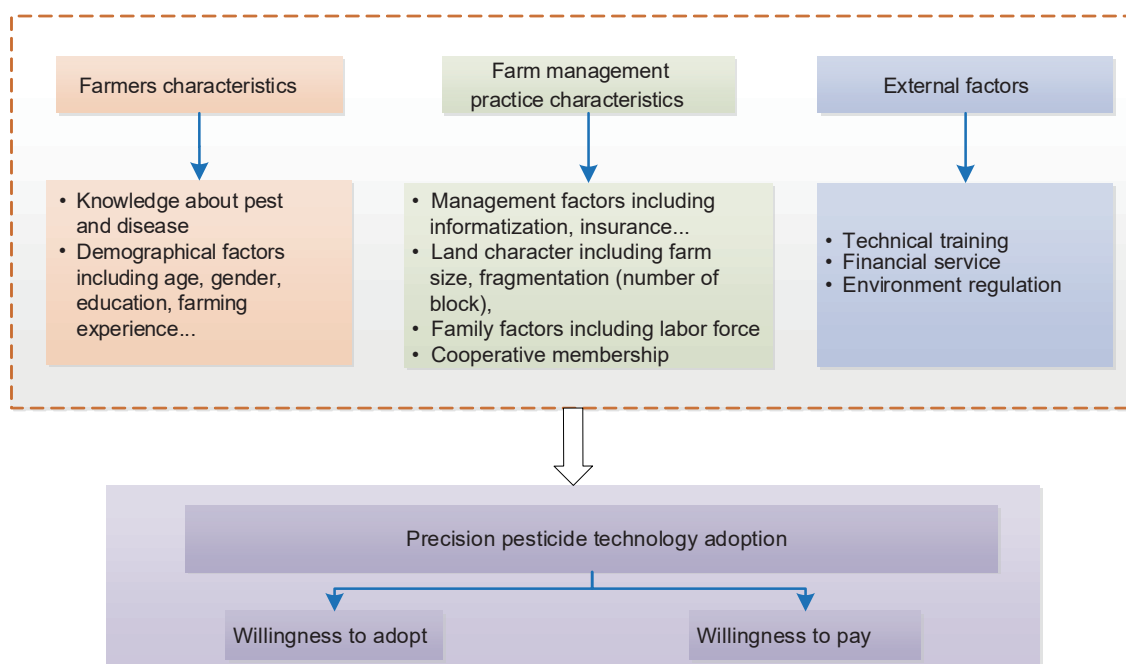 Farmers characteristics
Farm management
practice characteristics
External factors
• Knowledge about pest
and disease
• Demographical factors
including age, gender,
education, farming
experience...
• Management factors including
informatization, insurance...
• Land character including farm
size, fragmentation (number of
block),
• Family factors including labor force
• Cooperative membership
• Technical training
• Financial service
• Environment regulation
Precision pesticide technology adoption
Willingness to adopt
Willingness to pay